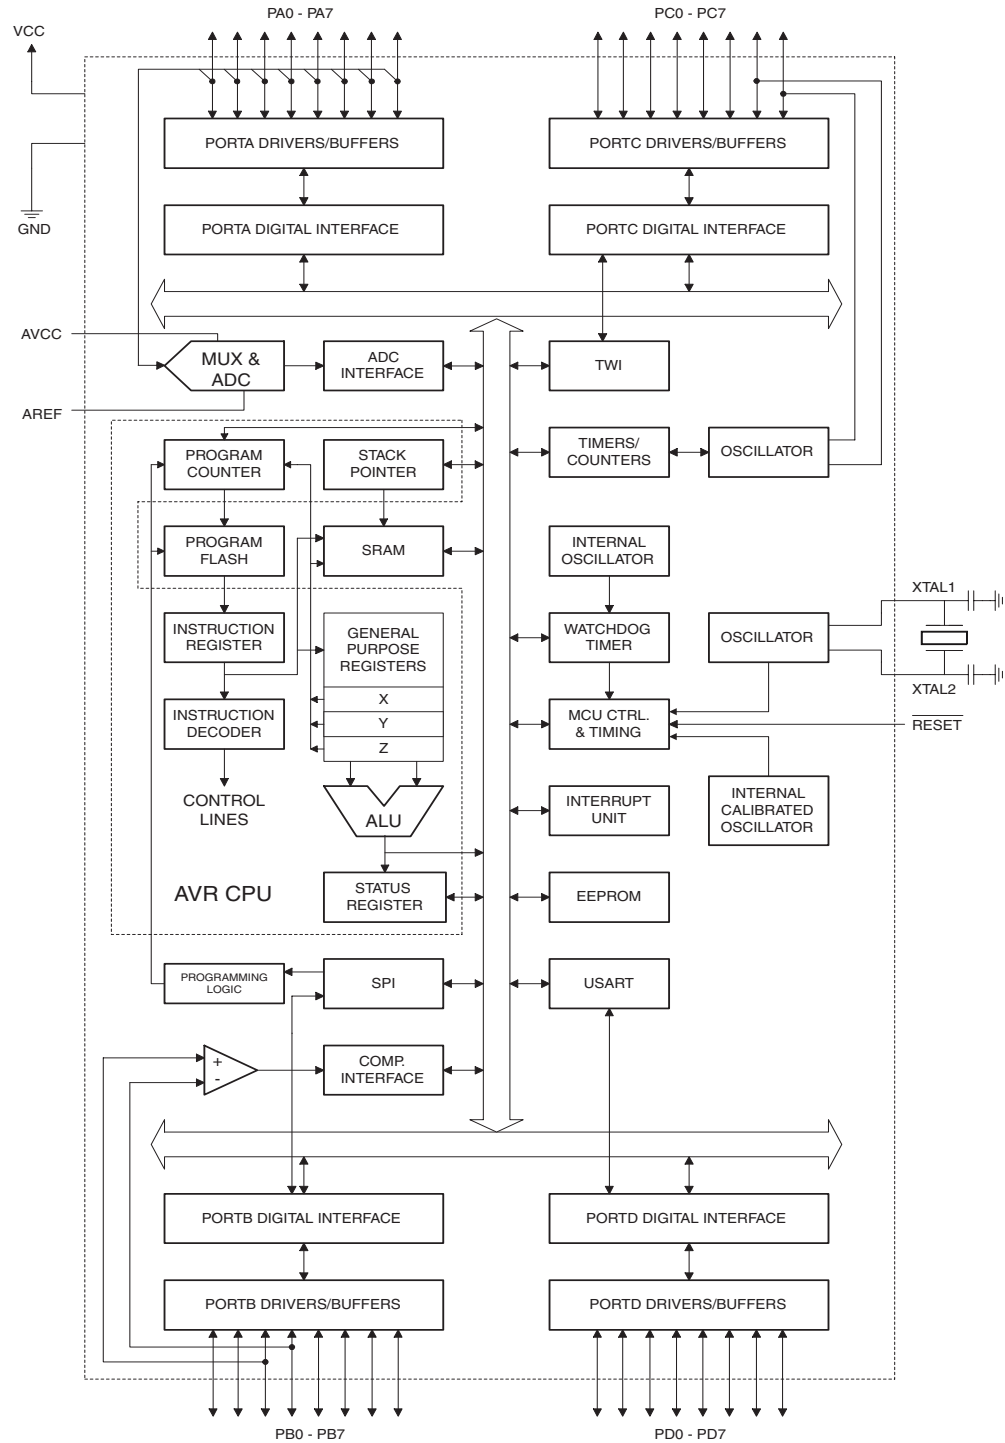 PA0 - PA7
PC0 - PC7
VCC
PORTA DRIVERS/BUFFERS
PORTC DRIVERS/BUFFERS
GND
PORTA DIGITAL INTERFACE
PORTC DIGITAL INTERFACE
AVCC
MUX &
ADC
ADC
INTERFACE
TWI
AREF
PROGRAM
COUNTER
STACK
POINTER
TIMERS/
COUNTERS
OSCILLATOR
PROGRAM
FLASH
SRAM
INTERNAL
OSCILLATOR
XTAL1
INSTRUCTION
REGISTER
GENERAL
PURPOSE
REGISTERS
WATCHDOG
TIMER
OSCILLATOR
X
XTAL2
INSTRUCTION
DECODER
Y
Z
MCU CTRL.
& TIMING
RESET
CONTROL
LINES
ALU
INTERRUPT
UNIT
INTERNAL
CALIBRATED
OSCILLATOR
AVR CPU
STATUS
REGISTER
EEPROM
PROGRAMMING
LOGIC
SPI
USART
+
-
COMP.
INTERFACE
PORTB DIGITAL INTERFACE
PORTD DIGITAL INTERFACE
PORTB DRIVERS/BUFFERS
PORTD DRIVERS/BUFFERS
PB0 - PB7
PD0 - PD7